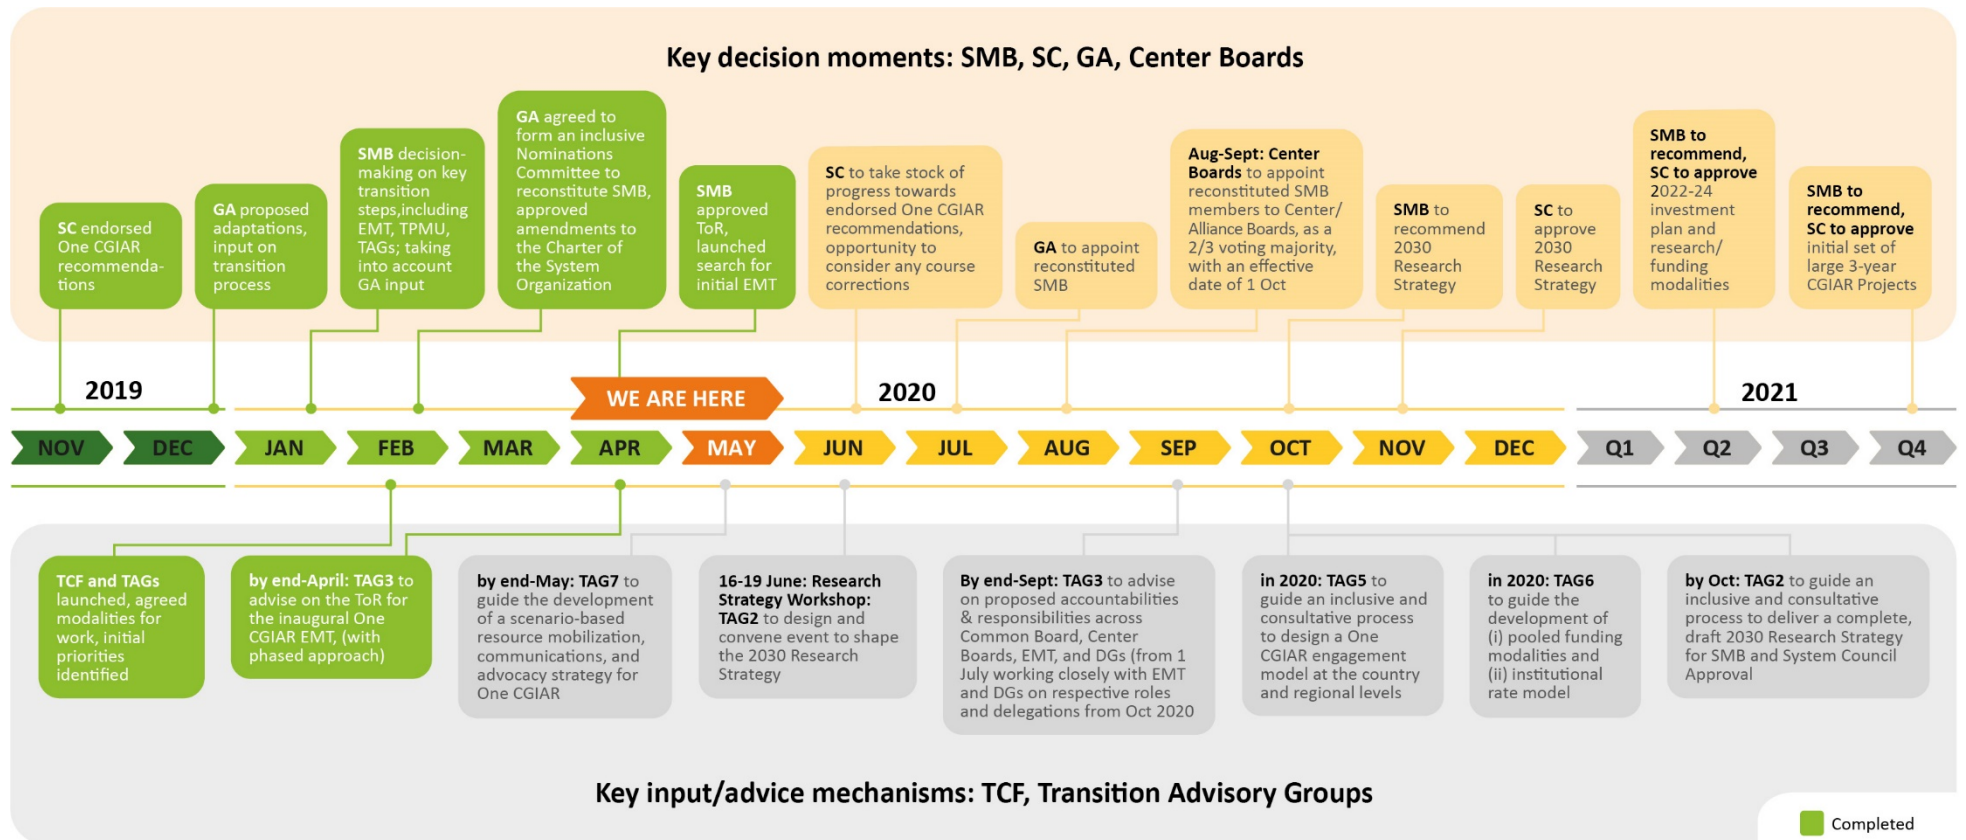 Key decision moments: SMB, SC, GA, Center Boards
SC endorsed
One CGIAR
recommenda-
tions
GA proposed
adaptations,
input on
transition
process
SMB decision-
making on key
transition
steps,including
EMT, TPMU,
TAGs; taking
into account
GA input
GA agreed to
form an inclusive
Nominations
Committee to
reconstitute SMB,
approved
amendments to
the Charter of
the System
Organization
SMB
approved
ToR,
launched
search for
initial EMT
SC to take stock of
progress towards
endorsed One CGIAR
recommendations,
opportunity to
consider any course
corrections
GA to appoint
reconstituted
SMB
Aug-Sept: Center
Boards to appoint
reconstituted SMB
members to Center/
Alliance Boards, as a
2/3 voting majority,
with an effective
date of 1 Oct
SMB to
recommend
2030
Research
Strategy
SC to
approve
2030
Research
Strategy
SMB to
recommend,
SC to approve
2022-24
investment
plan and
research/
funding
modalities
SMB to
recommend,
SC to approve
initial set of
large 3-year
CGIAR Projects
2019
WE ARE HERE
2020
2021
NOV
DEC
JAN
FEB
MAR
APR
MAY
JUN
JUL
AUG
SEP
OCT
NOV
DEC
Q1
Q2
Q3
Q4
TCF and TAGs
launched, agreed
modalities for
work, initial
priorities
identified
by end-April: TAG3 to
advise on the ToR for
the inaugural One
CGIAR EMT, (with
phased approach)
by end-May: TAG7 to
guide the development
of a scenario-based
resource mobilization,
communications, and
advocacy strategy for
One CGIAR
16-19 June: Research
Strategy Workshop:
TAG2 to design and
convene event to shape
the 2030 Research
Strategy
By end-Sept: TAG3 to advise
on proposed accountabilities
& responsibilities across
Common Board, Center
Boards, EMT, and DGs (from 1
July working closely with EMT
and DGs on respective roles
and delegations from Oct 2020
in 2020: TAG5 to
guide an inclusive and
consultative process
to design a One
CGIAR engagement
model at the country
and regional levels
in 2020: TAG6
to guide the
development of
(i) pooled funding
modalities and
(ii) institutional
rate model
by Oct: TAG2 to guide an
inclusive and consultative
process to deliver a complete,
draft 2030 Research Strategy
for SMB and System Council
Approval
Key input/advice mechanisms: TCF, Transition Advisory Groups
Completed